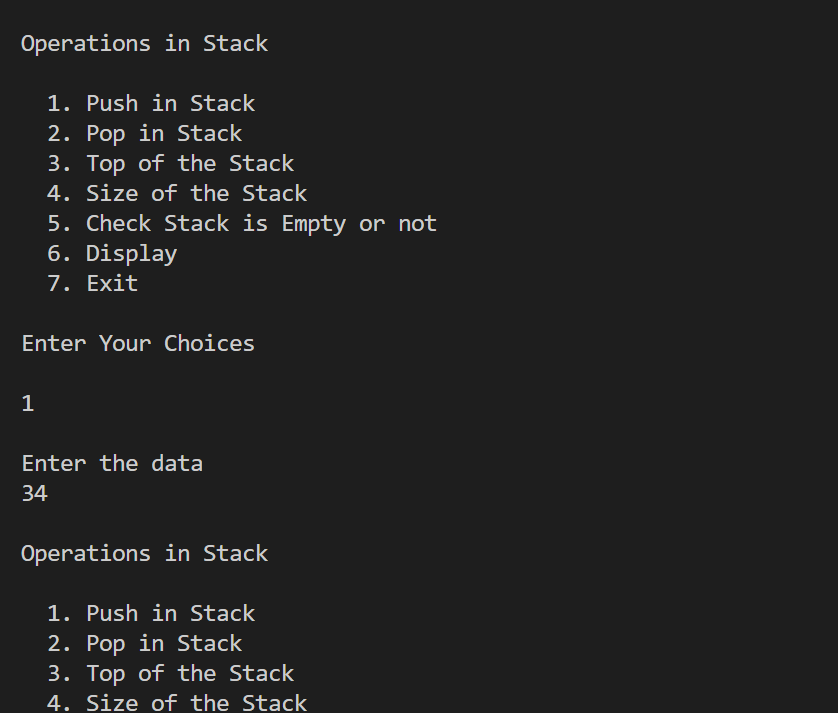 Operations in Stack
1. Push in Stack
2. Pop in Stack
3. Top of the Stack
4. Size of the Stack
5. Check Stack is Empty or not
6. Display
7. Exit
Enter Your Choices
1
Enter the data
34
Operations in Stack
1. Push in Stack
2. Pop in Stack
3. Top of the Stack
4. Size of the Stack